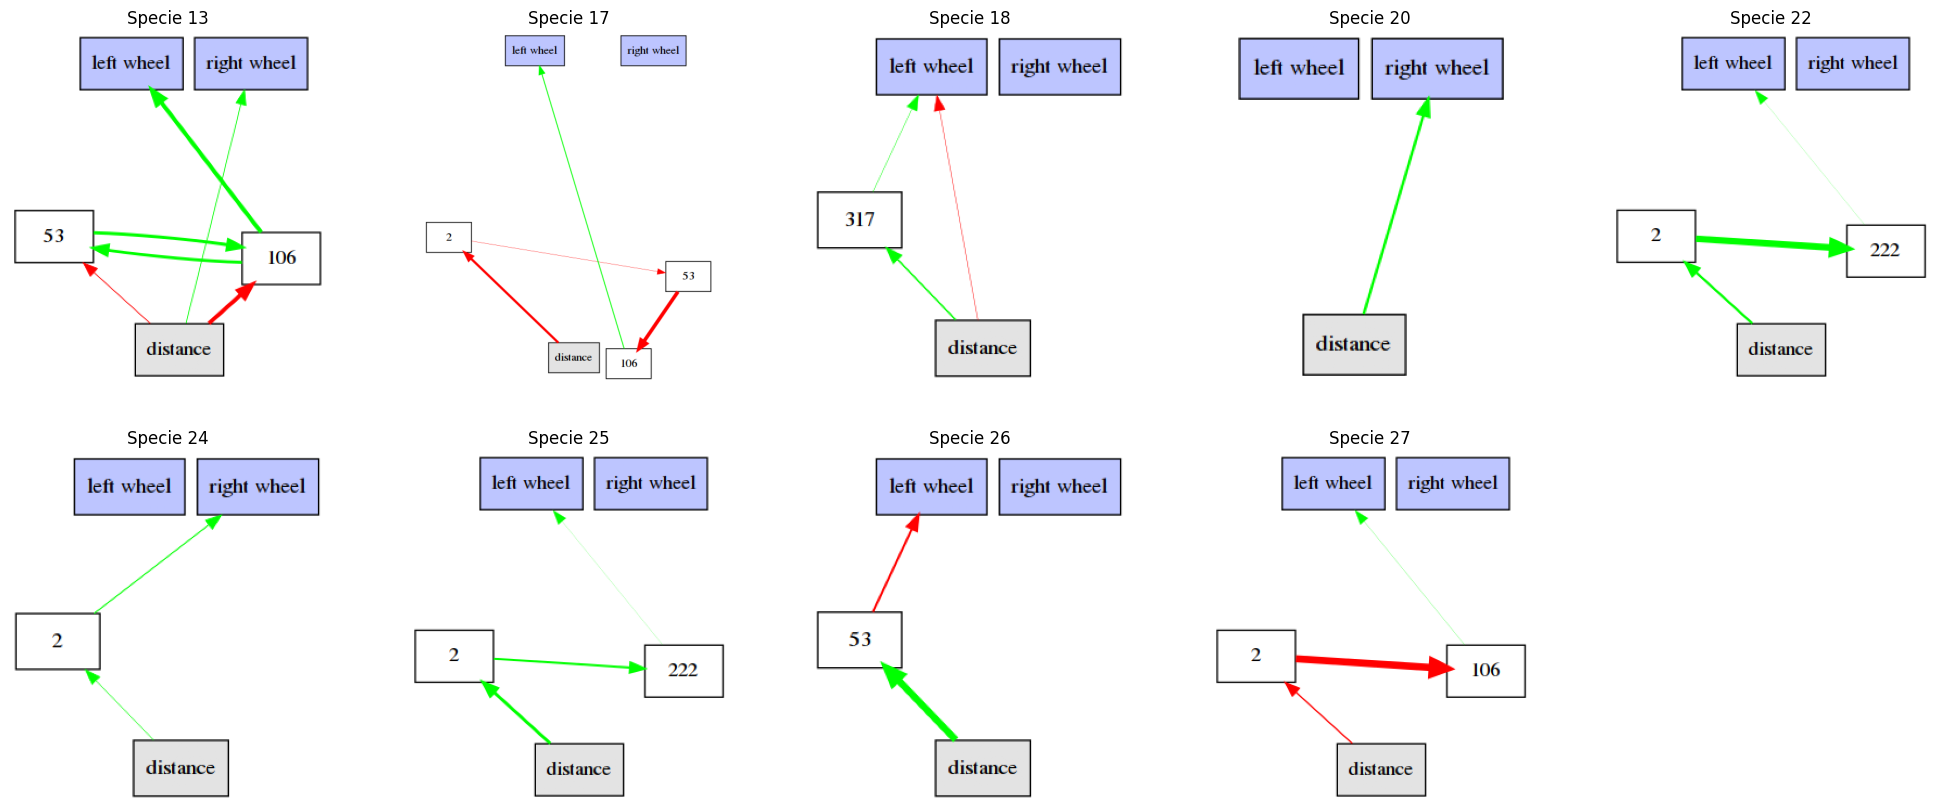 Specie 13
left wheel
right wheel
53
106
distance
Specie 17
left wheel
right wheel
2
53
distance
106
Specie 18
left wheel
right wheel
317
distance
Specie 20
left wheel
right wheel
distance
Specie 22
left wheel
right wheel
2
222
distance
Specie 24
left wheel
right wheel
2
distance
Specie 25
left wheel
right wheel
2
222
distance
Specie 26
left wheel
right wheel
53
distance
Specie 27
left wheel
right wheel
2
106
distance